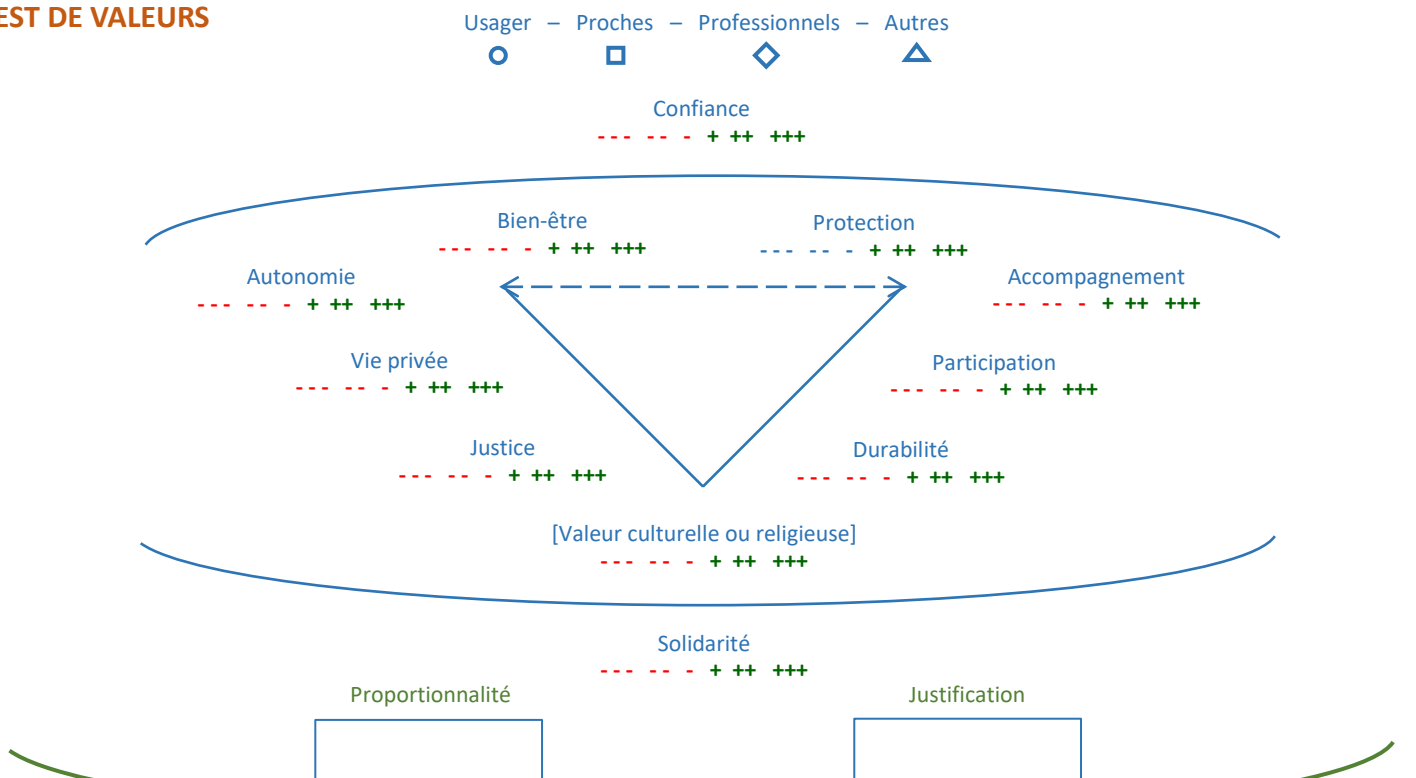 EST DE VALEURS
Usager – Proches – Professionnels – Autres
Confiance
--- -- - + ++ +++
Bien-être
--- -- - + ++ +++
Protection
--- -- - + ++ +++
Autonomie
--- -- - + ++ +++
Accompagnement
--- -- - + ++ +++
Vie privée
--- -- - + ++ +++
Participation
--- -- - + ++ +++
Justice
--- -- - + ++ +++
Durabilité
--- -- - + ++ +++
[Valeur culturelle ou religieuse]
--- -- - + ++ +++
Solidarité
--- -- - + ++ +++
Proportionnalité
Justification